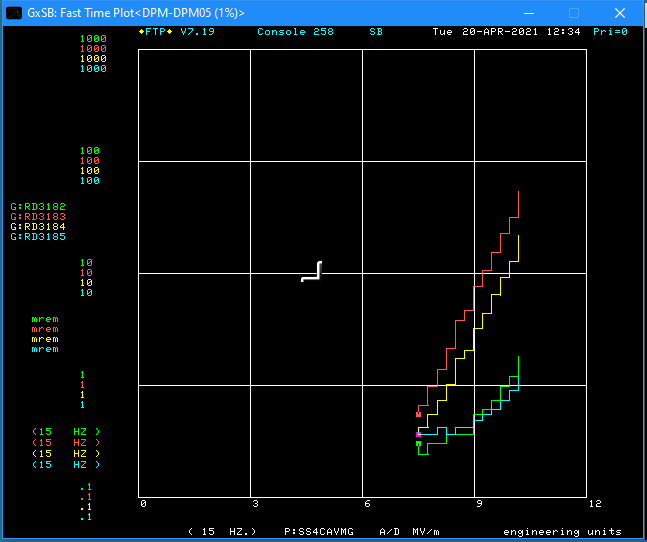 GxSB: Fast Time Plot<DPM-DPM05 (1%)>
◆FTP◆ V7.19 Console 258 SB Tue 20-APR-2021 12:34 Pri=0
1000
1000
1000
1000
100
100
100
100
G:RD3182
G:RD3183
G:RD3184
G:RD3185
10
10
10
10
mrem
mrem
mrem
mrem
1
1
1
1
(15 HZ )
(15 HZ )
(15 HZ )
(15 HZ )
.1
.1
.1
.1
0 3 6 9 12
( 15 HZ.) P:SS4CAVMG A/D MV/m engineering units